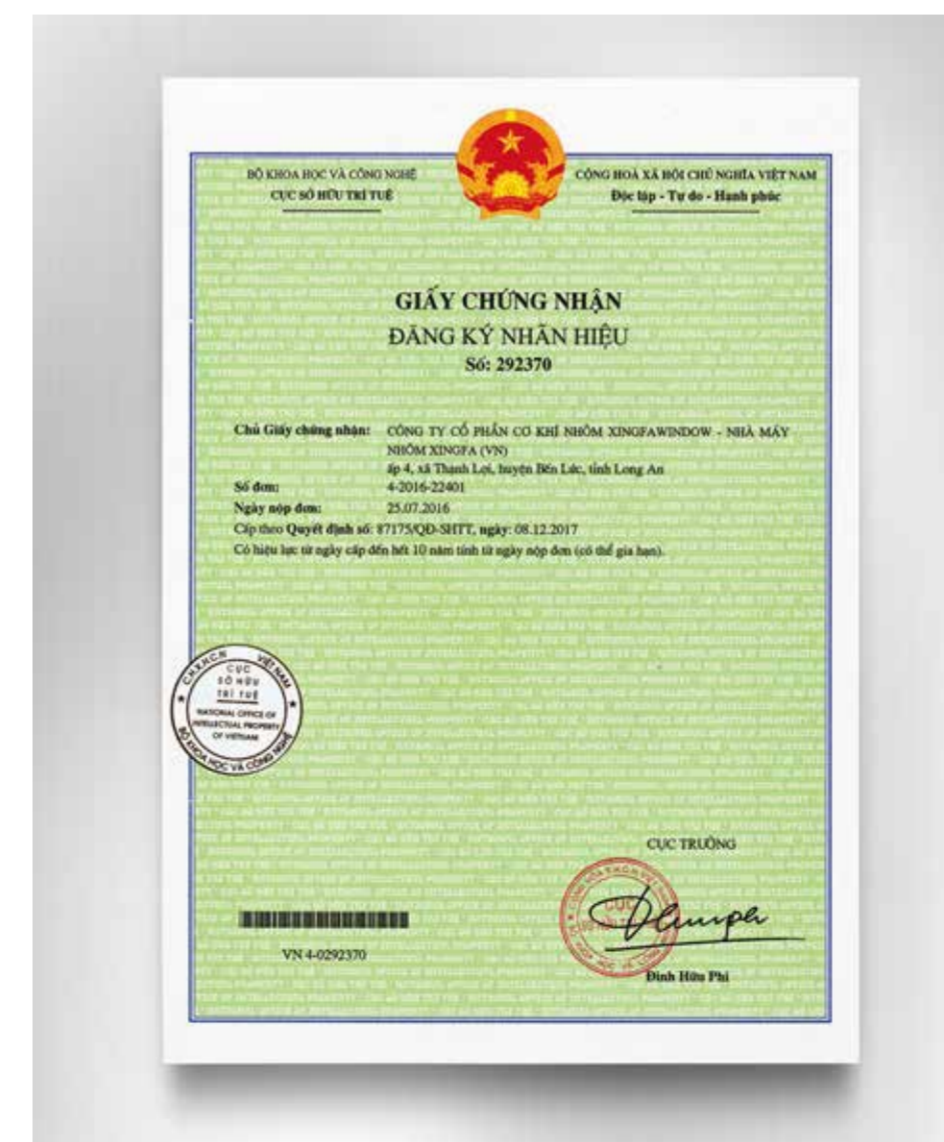 BỘ KHOA HỌC VÀ CÔNG NGHỆ
CỤC SỞ HỮU TRÍ TUỆ
CỘNG HOÀ XÃ HỘI CHỦ NGHĨA VIỆT NAM
Độc lập - Tự do - Hạnh phúc
GIẤY CHỨNG NHẬN
ĐĂNG KÝ NHÃN HIỆU
Số: 292370
Chủ Giấy chứng nhận: CÔNG TY CỔ PHẦN CƠ KHÍ NHÔM XINGFAWINDOW - NHÀ MÁY
NHÔM XINGFA (VN)
ấp 4, xã Thạnh Lợi, huyện Bến Lức, tỉnh Long An
Số đơn: 4-2016-22401
Ngày nộp đơn: 25.07.2016
Cấp theo Quyết định số: 87175/QĐ-SHTT, ngày: 08.12.2017
Có hiệu lực từ ngày cấp đến hết 10 năm tính từ ngày nộp đơn (có thể gia hạn).
C.H.X.H.C.N VIỆT NAM
CỤC
SỞ HỮU
TRÍ TUỆ
NATIONAL OFFICE OF
INTELLECTUAL PROPERTY
OF VIETNAM
BỘ KHOA HỌC VÀ CÔNG NGHỆ
CỤC TRƯỞNG
CỤC
VN 4-0292370
Đinh Hữu Phí